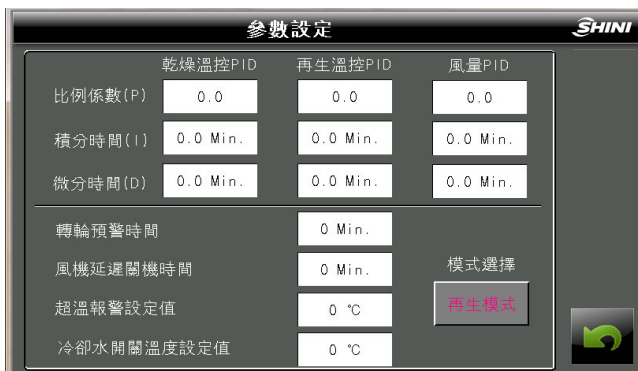 參數設定
SHINI
乾燥溫控PID 再生溫控PID 風量PID
比例係數(P) 0.0 0.0 0.0
積分時間(I) 0.0 Min. 0.0 Min. 0.0 Min.
微分時間(D) 0.0 Min. 0.0 Min. 0.0 Min.
轉輪預警時間 0 Min.
風機延遲關機時間 0 Min.
模式選擇
超溫報警設定值 0 ℃
再生模式
冷卻水開關溫度設定值 0 ℃